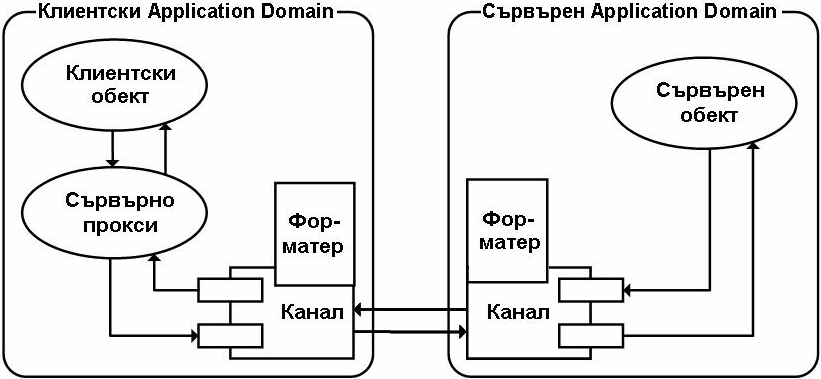 Клиентски Application Domain
Сървърен Application Domain
Клиентски
обект
Сървърен
обект
Сървърно
прокси
Фор-
матер
Фор-
матер
Канал
Канал